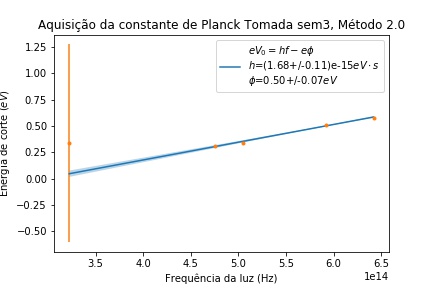 Aquisição da constante de Planck Tomada sem3, Método 2.0
eV₀ = hf − eϕ
h=(1.68+/-0.11)e-15eV · s
ϕ=0.50+/-0.07eV
Energia de corte (eV)
1.25
1.00
0.75
0.50
0.25
0.00
−0.25
−0.50
3.5 4.0 4.5 5.0 5.5 6.0 6.5
1e14
Frequência da luz (Hz)